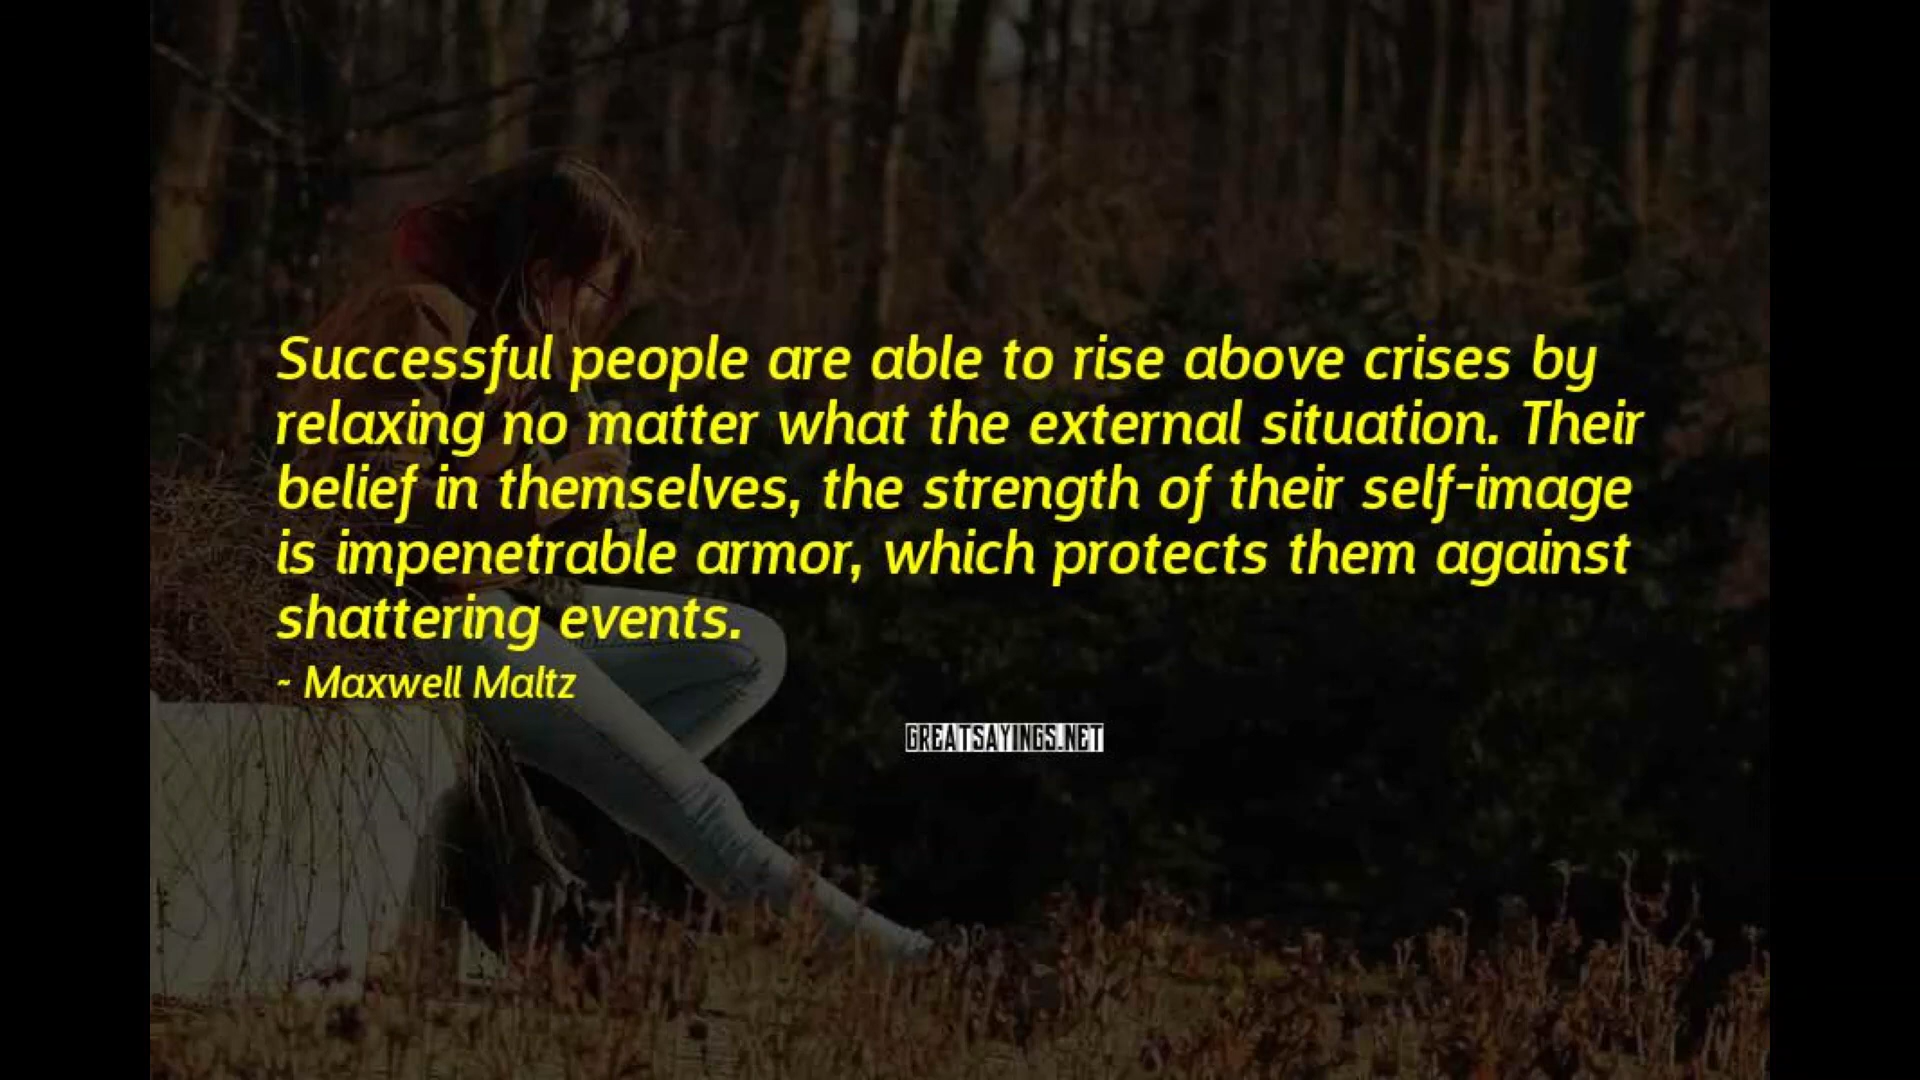 Successful people are able to rise above crises by
relaxing no matter what the external situation. Their
belief in themselves, the strength of their self-image
is impenetrable armor, which protects them against
shattering events.
~ Maxwell Maltz
GREATSAYINGS.NET